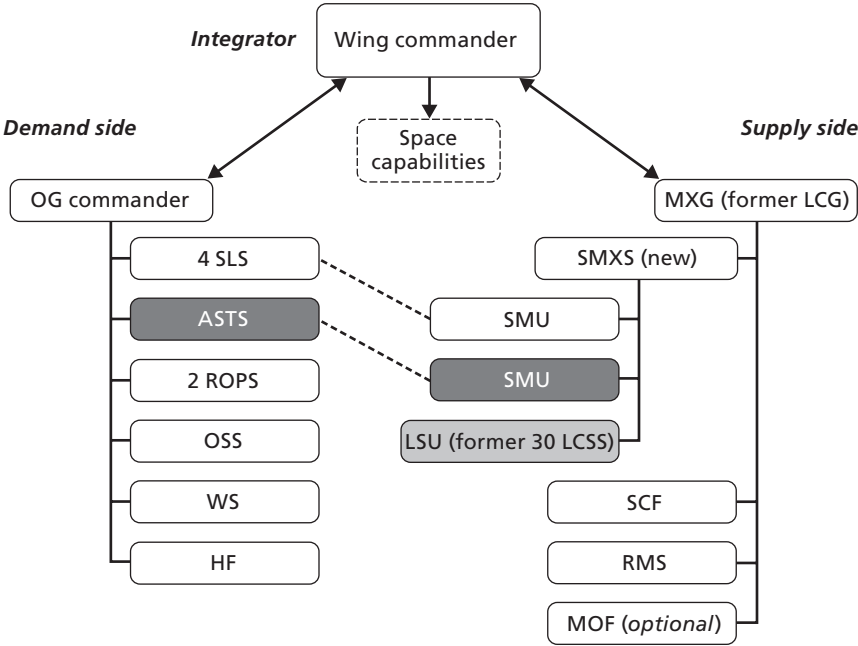 Integrator
Wing commander
Demand side
Space
capabilities
Supply side
OG commander
MXG (former LCG)
4 SLS
SMXS (new)
ASTS
SMU
2 ROPS
SMU
OSS
LSU (former 30 LCSS)
WS
SCF
HF
RMS
MOF (optional)